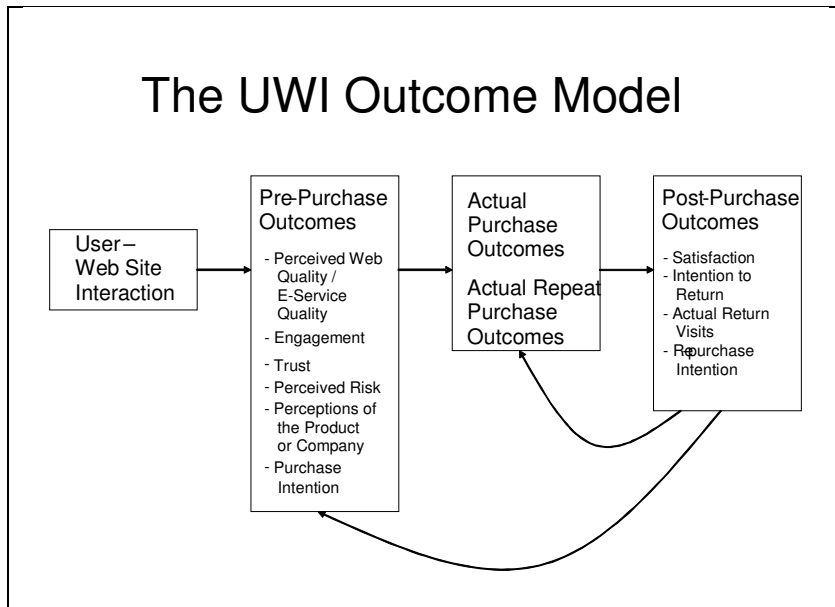 The UWI Outcome Model
User–
Web Site
Interaction
Pre-Purchase
Outcomes
- Perceived Web
Quality /
E-Service
Quality
- Engagement
- Trust
- Perceived Risk
- Perceptions of
the Product
or Company
- Purchase
Intention
Actual
Purchase
Outcomes
Actual Repeat
Purchase
Outcomes
Post-Purchase
Outcomes
- Satisfaction
- Intention to
Return
- Actual Return
Visits
- Repurchase
Intention